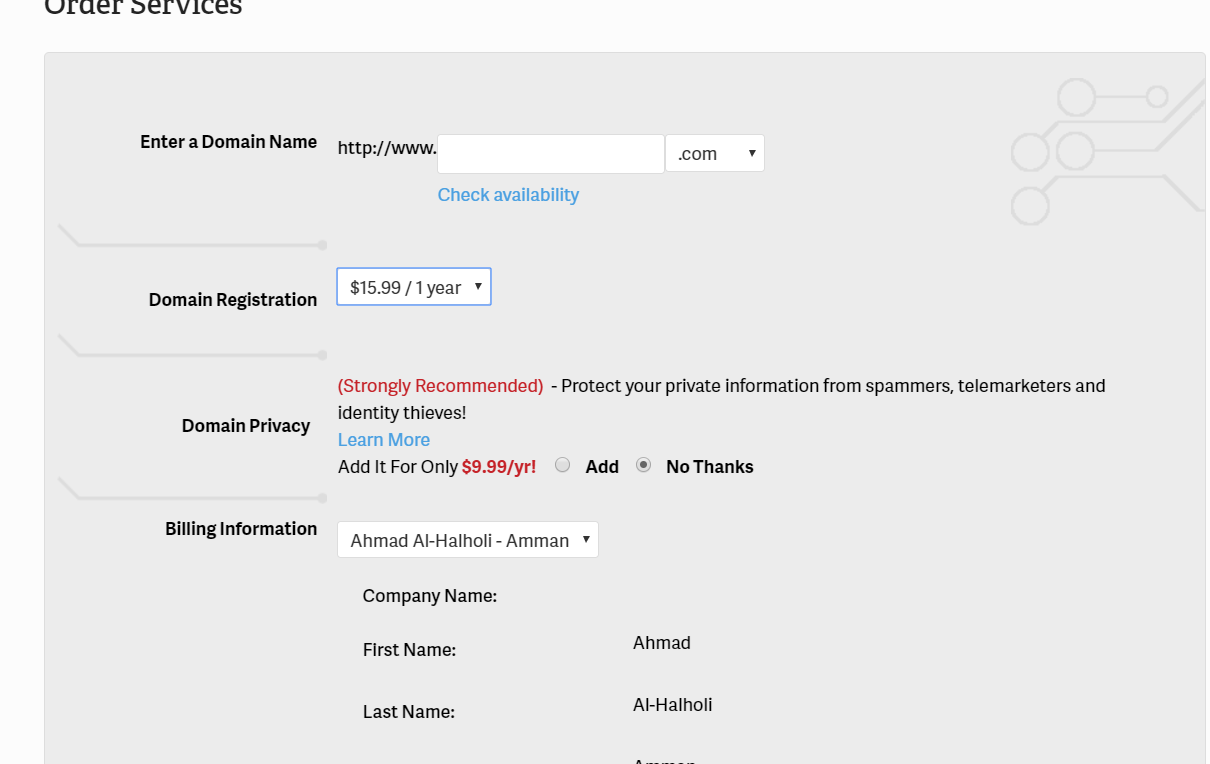 Order Services
Enter a Domain Name
http://www.
.com
Check availability
Domain Registration
$15.99 / 1 year
Domain Privacy
(Strongly Recommended) - Protect your private information from spammers, telemarketers and
identity thieves!
Learn More
Add It For Only $9.99/yr! Add No Thanks
Billing Information
Ahmad Al-Halholi - Amman
Company Name:
First Name:
Ahmad
Last Name:
Al-Halholi
Amman